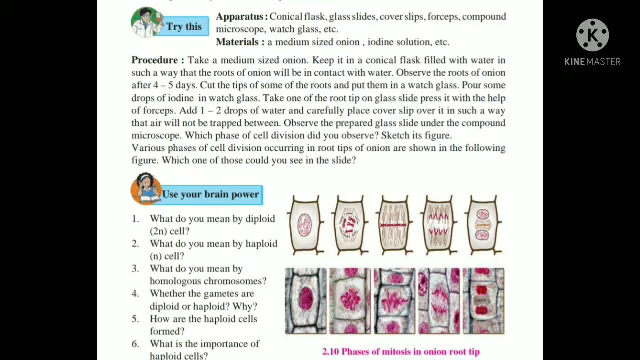 Try this
Apparatus : Conical flask, glass slides, cover slips, forceps, compound
microscope, watch glass, etc.
Materials : a medium sized onion , iodine solution, etc.
Procedure : Take a medium sized onion. Keep it in a conical flask filled with water in
such a way that the roots of onion will be in contact with water. Observe the roots of onion
after 4 – 5 days. Cut the tips of some of the roots and put them in a watch glass. Pour some
drops of iodine in watch glass. Take one of the root tip on glass slide press it with the help
of forceps. Add 1 – 2 drops of water and carefully place cover slip over it in such a way
that air will not be trapped between. Observe the prepared glass slide under the compound
microscope. Which phase of cell division did you observe? Sketch its figure.
Various phases of cell division occurring in root tips of onion are shown in the following
figure. Which one of those could you see in the slide?
Use your brain power
1. What do you mean by diploid
(2n) cell?
2. What do you mean by haploid
(n) cell?
3. What do you mean by
homologous chromosomes?
4. Whether the gametes are
diploid or haploid? Why?
5. How are the haploid cells
formed?
6. What is the importance of
haploid cells?
2.10 Phases of mitosis in onion root tip
KINEMASTER